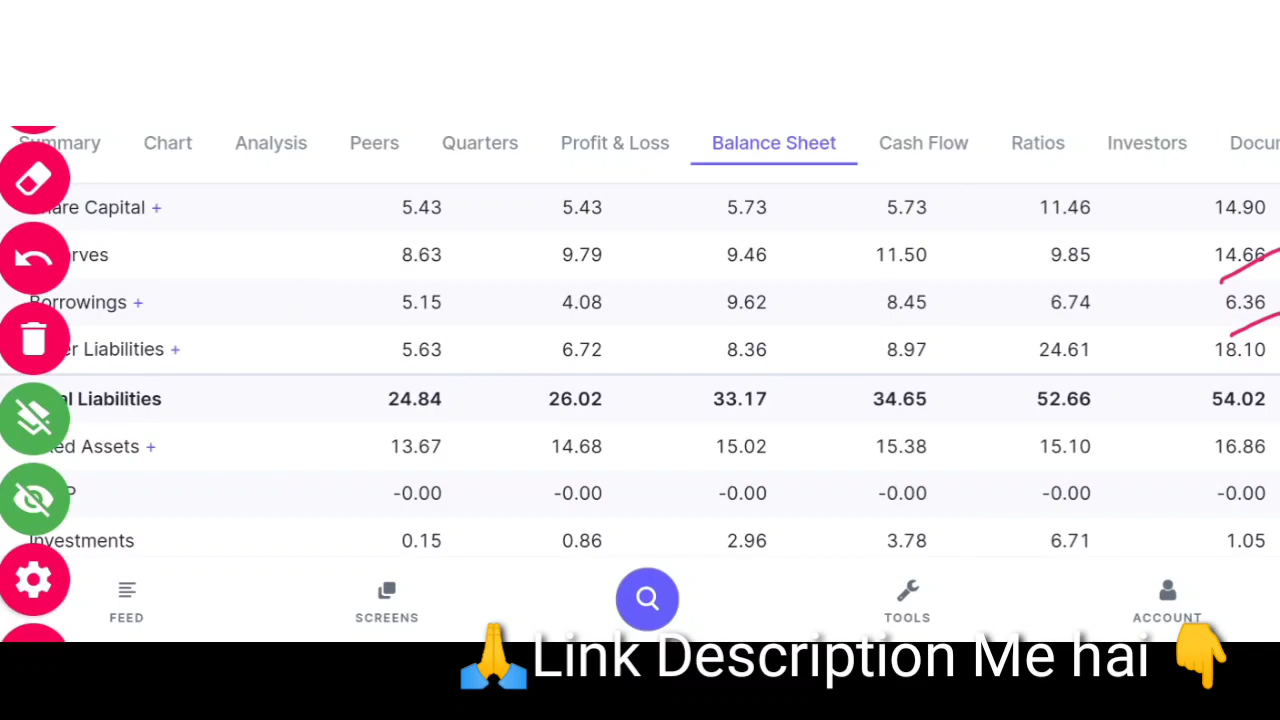 Summary Chart Analysis Peers Quarters Profit & Loss Balance Sheet Cash Flow Ratios Investors Docu
are Capital + 5.43 5.43 5.73 5.73 11.46 14.90
rves 8.63 9.79 9.46 11.50 9.85 14.66
Borrowings + 5.15 4.08 9.62 8.45 6.74 6.36
er Liabilities + 5.63 6.72 8.36 8.97 24.61 18.10
al Liabilities 24.84 26.02 33.17 34.65 52.66 54.02
ed Assets + 13.67 14.68 15.02 15.38 15.10 16.86
P -0.00 -0.00 -0.00 -0.00 -0.00 -0.00
Investments 0.15 0.86 2.96 3.78 6.71 1.05
FEED SCREENS TOOLS ACCOUNT
🙏Link Description Me hai 👇